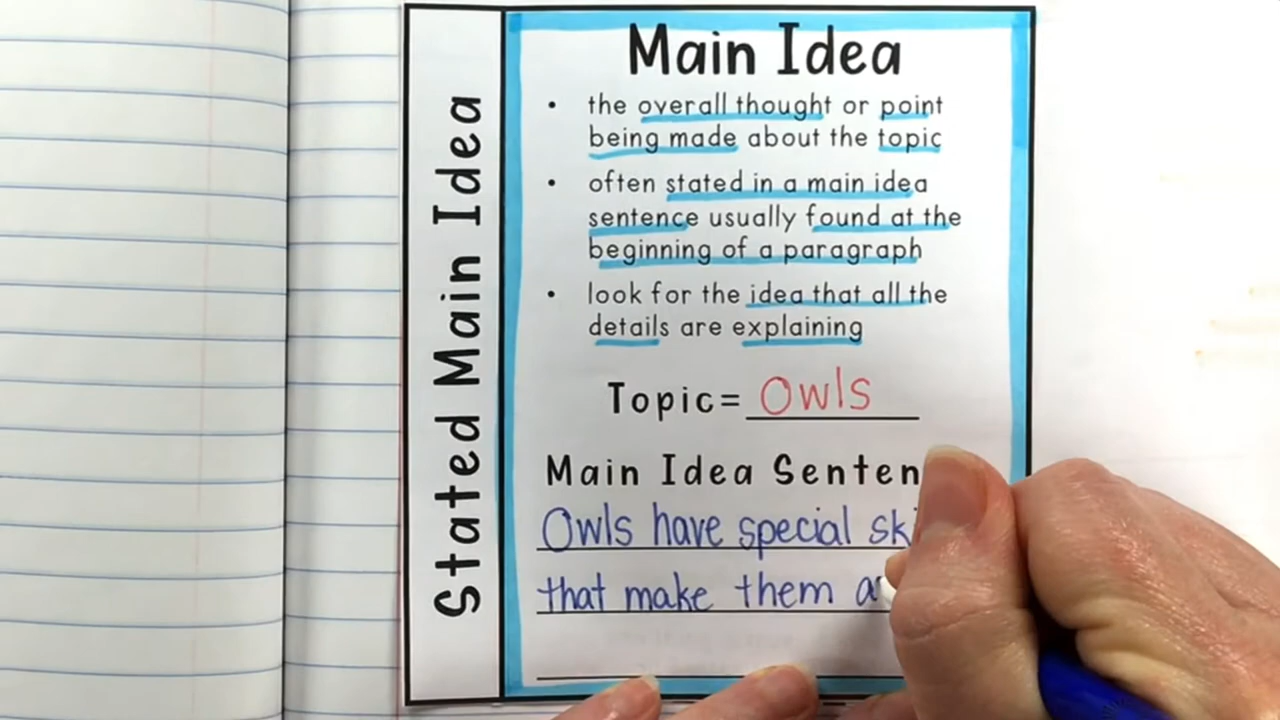 Stated Main Idea
Main Idea
• the overall thought or point
being made about the topic
• often stated in a main idea
sentence usually found at the
beginning of a paragraph
• look for the idea that all the
details are explaining
Topic= Owls
Main Idea
Owls have special
that make them